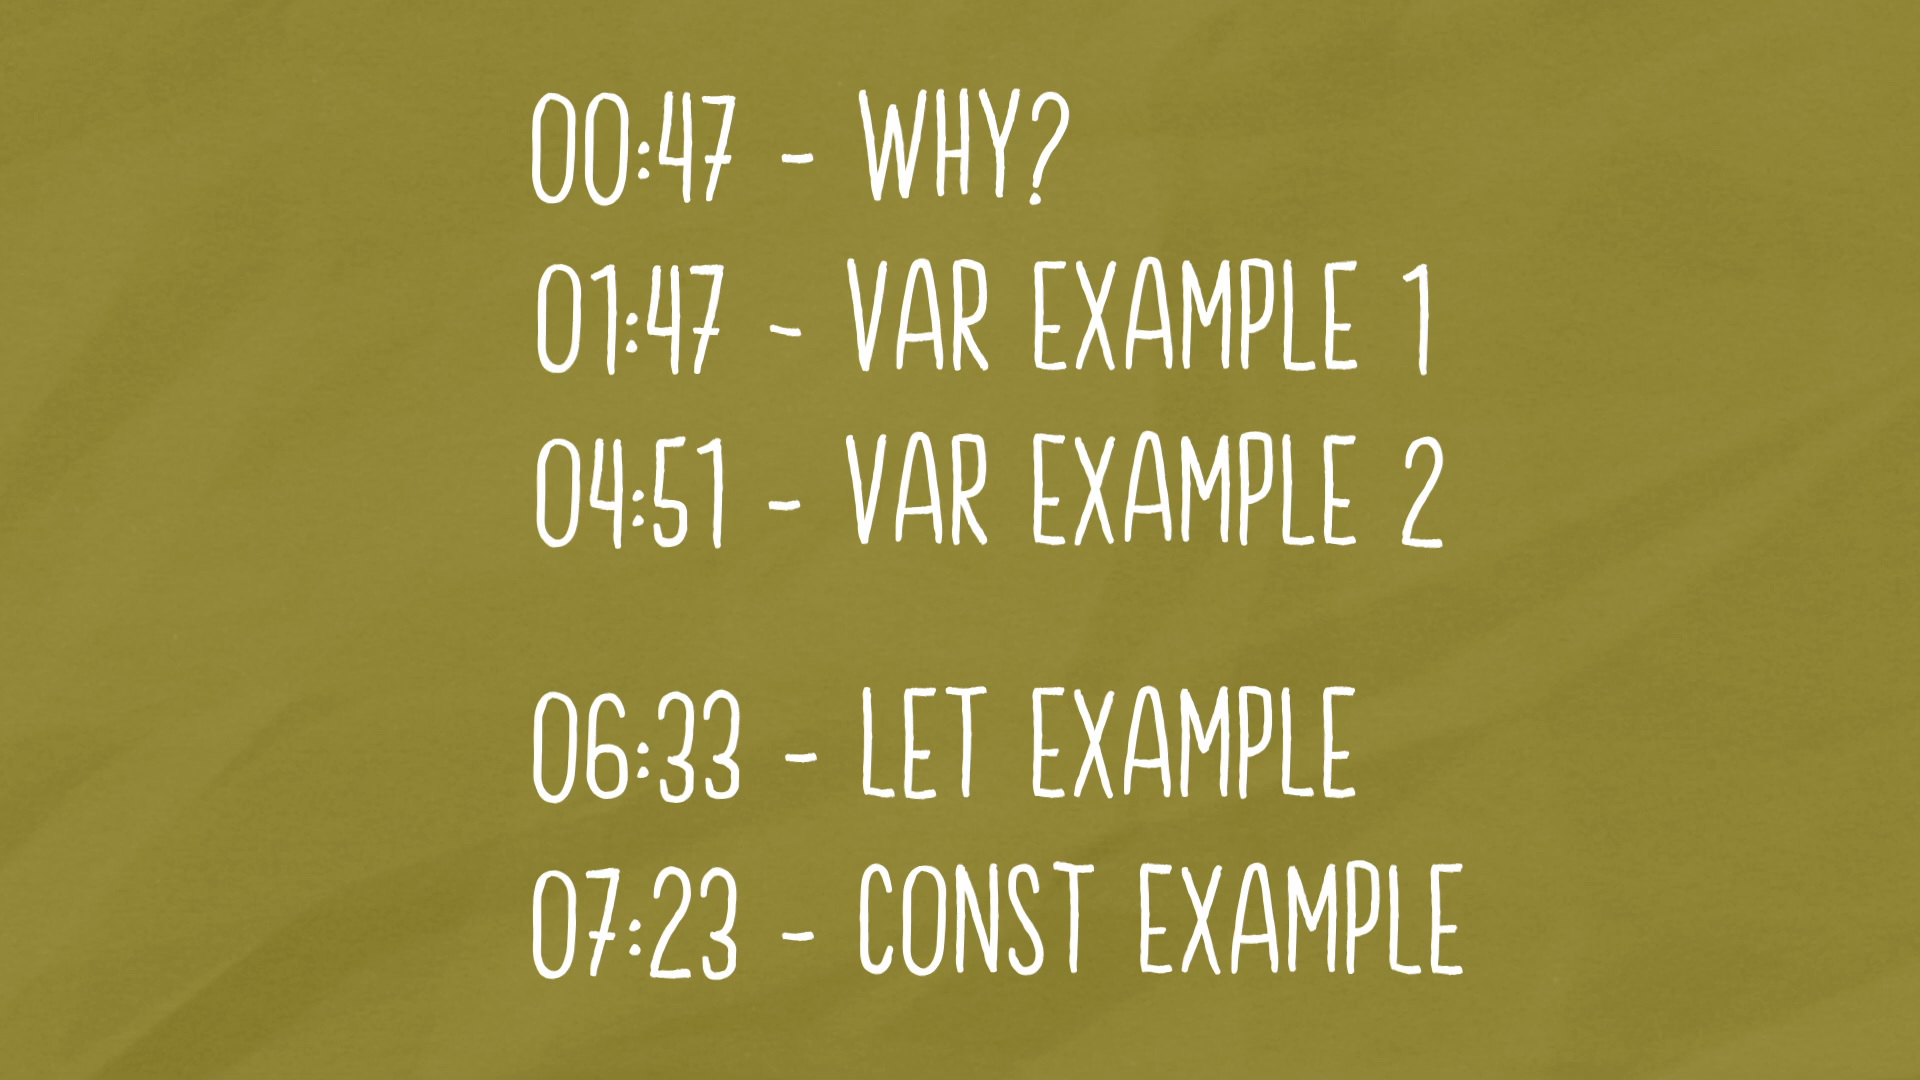 00:47 - WHY?
01:47 - VAR EXAMPLE 1
04:51 - VAR EXAMPLE 2
06:33 - LET EXAMPLE
07:23 - CONST EXAMPLE